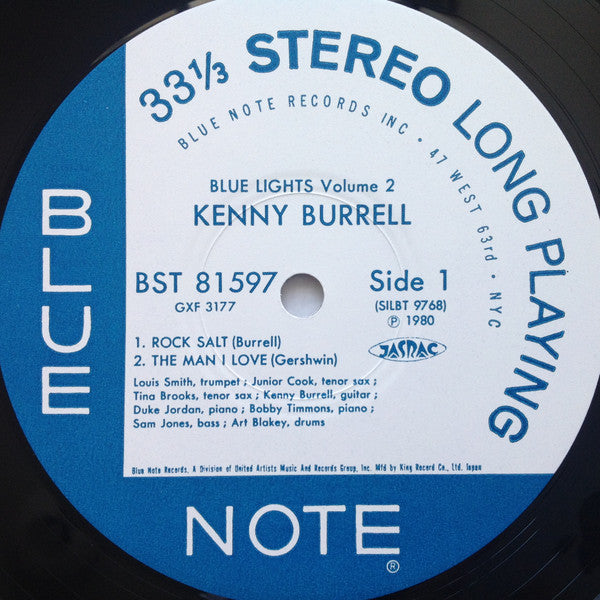 33⅓ STEREO LONG PLAYING
BLUE NOTE RECORDS INC • 47 WEST 63rd • NYC
BLUE LIGHTS Volume 2
KENNY BURRELL
BST 81597
GXF 3177
Side 1
(SILBT 9768)
Ⓟ 1980
1. ROCK SALT (Burrell)
2. THE MAN I LOVE (Gershwin)
JASRAC
Louis Smith, trumpet ; Junior Cook, tenor sax ;
Tina Brooks, tenor sax ; Kenny Burrell, guitar ;
Duke Jordan, piano ; Bobby Timmons, piano ;
Sam Jones, bass ; Art Blakey, drums
Blue Note Records, A Division of United Artists Music And Records Group, Inc. Mfd by King Record Co., Ltd. Japan
BLUE
NOTE®